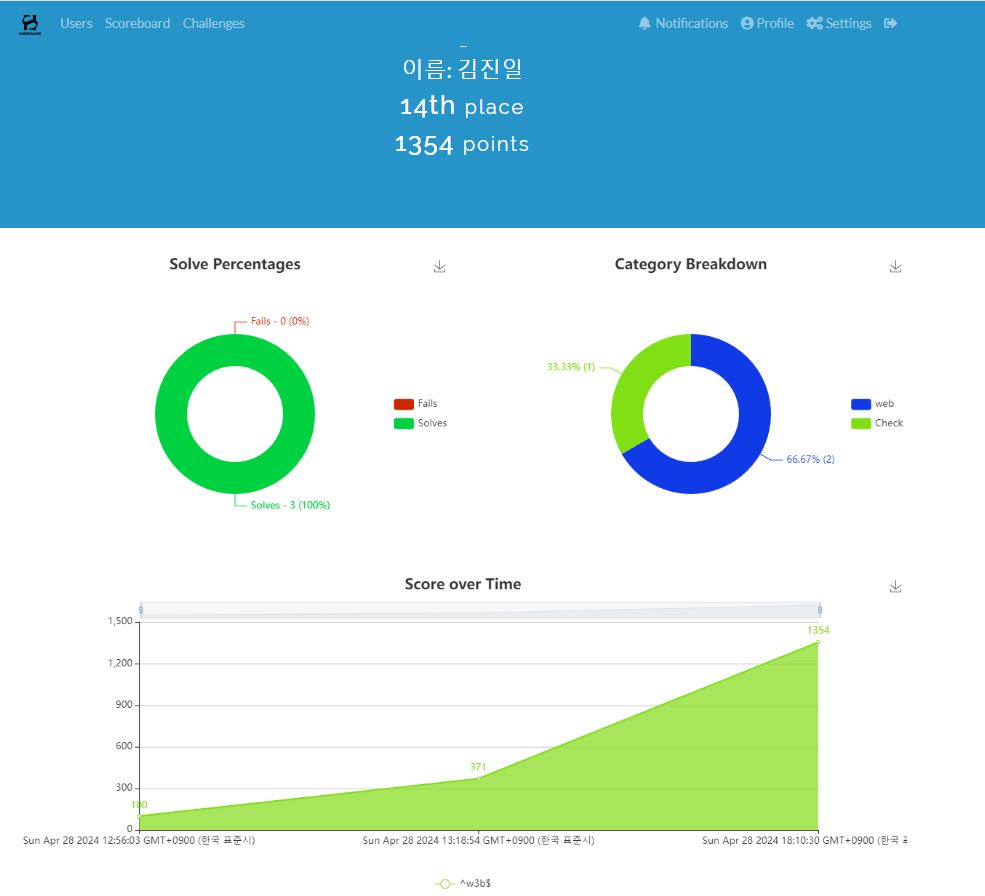 HSPACE
Users Scoreboard Challenges Notifications Profile Settings
이름: 김진일
14th place
1354 points
Solve Percentages
Fails - 0 (0%)
Fails
Solves
Solves - 3 (100%)
Category Breakdown
33.33% (1)
web
Check
66.67% (2)
Score over Time
1,500
1354
1,200
900
600
371
300
100
0
Sun Apr 28 2024 12:56:03 GMT+0900 (한국 표준시) Sun Apr 28 2024 13:18:54 GMT+0900 (한국 표준시) Sun Apr 28 2024 18:10:30 GMT+0900 (한국
^w3b$